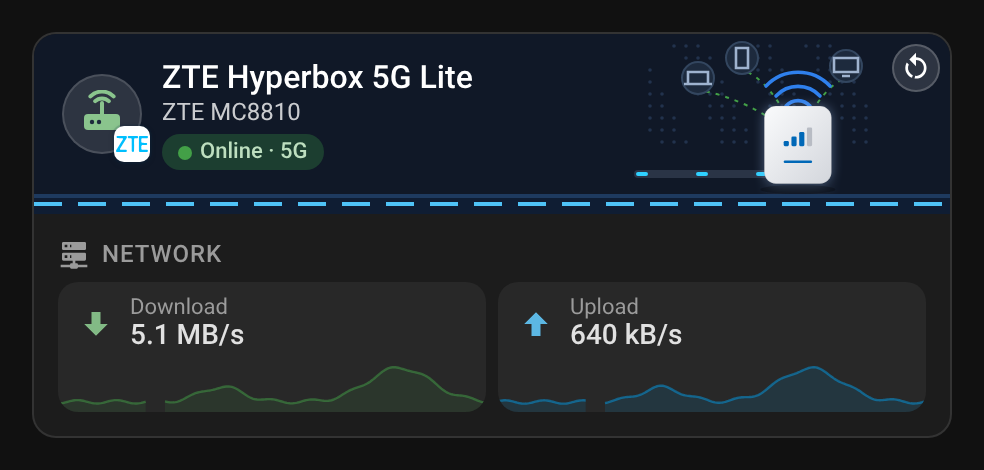 ZTE Hyperbox 5G Lite
ZTE MC8810
ZTE
Online · 5G
NETWORK
Download
5.1 MB/s
Upload
640 kB/s